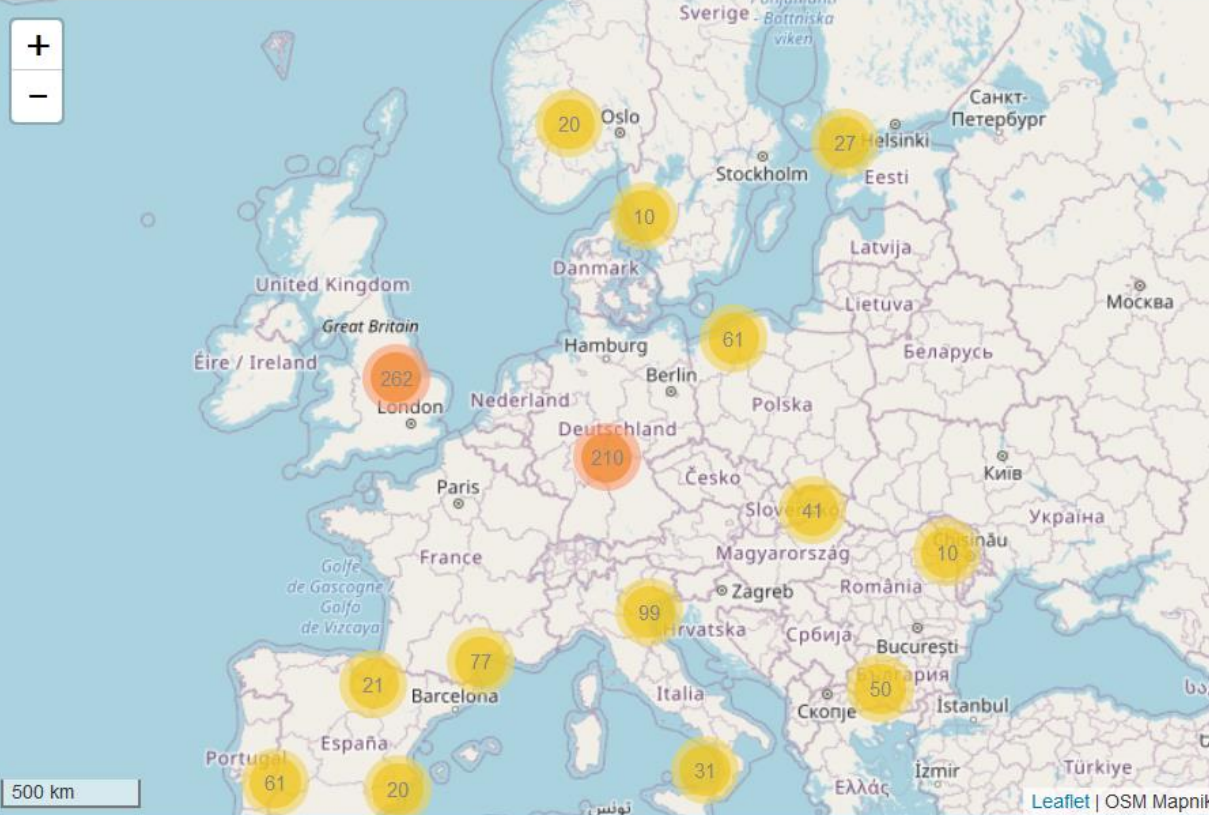 +
−
Sverige
Pohjanlahti
- Bottniska
viken
Санкт-
Петербург
20
Oslo
27
Helsinki
Stockholm
Eesti
10
Latvija
Danmark
United Kingdom
Москва
Lietuva
Great Britain
61
Hamburg
Беларусь
Éire / Ireland
262
Berlin
London
Nederland
Polska
Deutschland
210
Київ
Česko
Paris
41
Україна
Chișinău
10
Magyarország
France
Golfe
de Gascogne /
Golfo
de Vizcaya
România
Zagreb
99
Hrvatska
Србија
București
77
България
21
50
Barcelona
Italia
Скопје
İstanbul
España
Portugal
61
20
31
İzmir
Türkiye
Ελλάς
500 km
تونس
Leaflet | OSM Mapnik